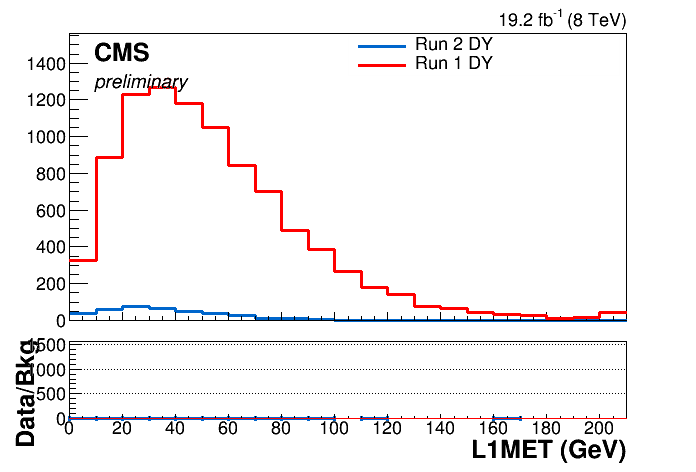 19.2 fb-1 (8 TeV)
CMS
preliminary
Run 2 DY
Run 1 DY
1400
1200
1000
800
600
400
200
0
1500
1000
500
0
Data/Bkg
0 20 40 60 80 100 120 140 160 180 200
L1MET (GeV)